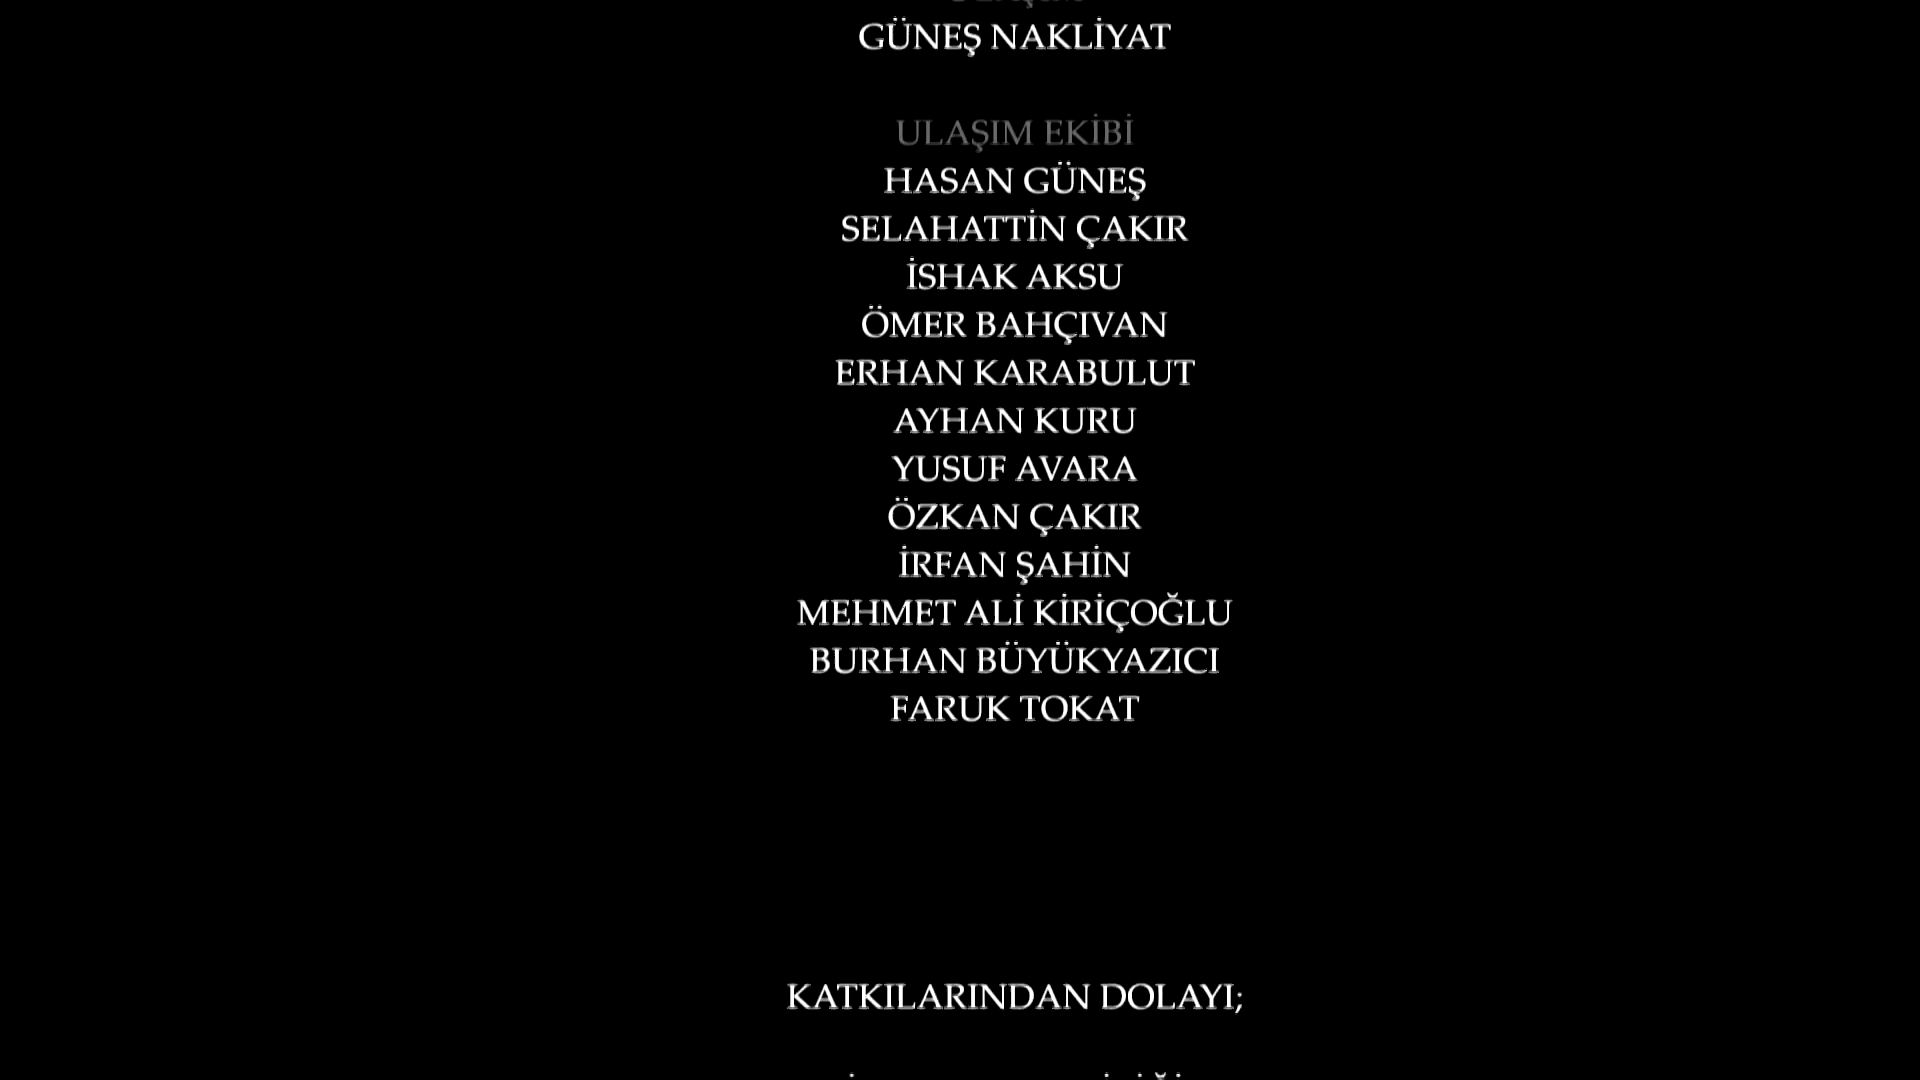 GÜNEŞ NAKLİYAT
ULAŞIM EKİBİ
HASAN GÜNEŞ
SELAHATTİN ÇAKIR
İSHAK AKSU
ÖMER BAHÇIVAN
ERHAN KARABULUT
AYHAN KURU
YUSUF AVARA
ÖZKAN ÇAKIR
İRFAN ŞAHİN
MEHMET ALİ KİRİÇOĞLU
BURHAN BÜYÜKYAZICI
FARUK TOKAT
KATKILARINDAN DOLAYI;